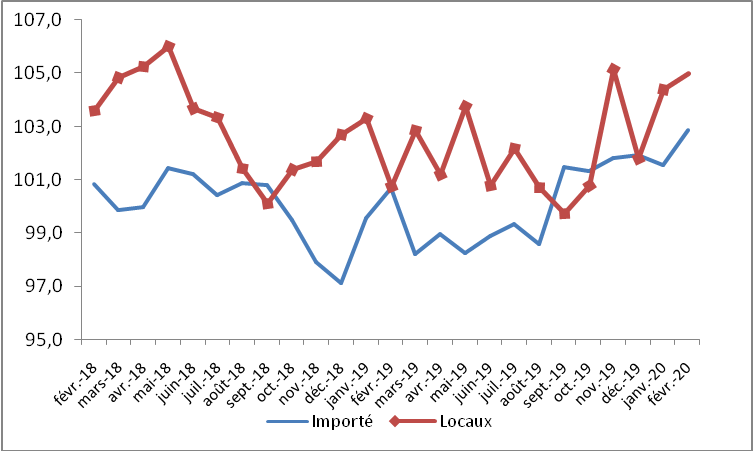 107,0
105,0
103,0
101,0
99,0
97,0
95,0
févr.-18
mars-18
avr.-18
mai-18
juin-18
juil.-18
août-18
sept.-18
oct.-18
nov.-18
déc.-18
janv.-19
févr.-19
mars-19
avr.-19
mai-19
juin-19
juil.-19
août-19
sept.-19
oct.-19
nov.-19
déc.-19
janv.-20
févr.-20
Importé Locaux